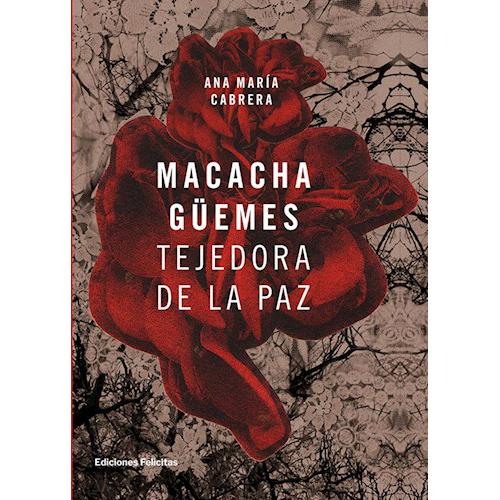 ANA MARÍA
CABRERA
MACACHA
GÜEMES
TEJEDORA
DE LA PAZ
Ediciones Felicitas